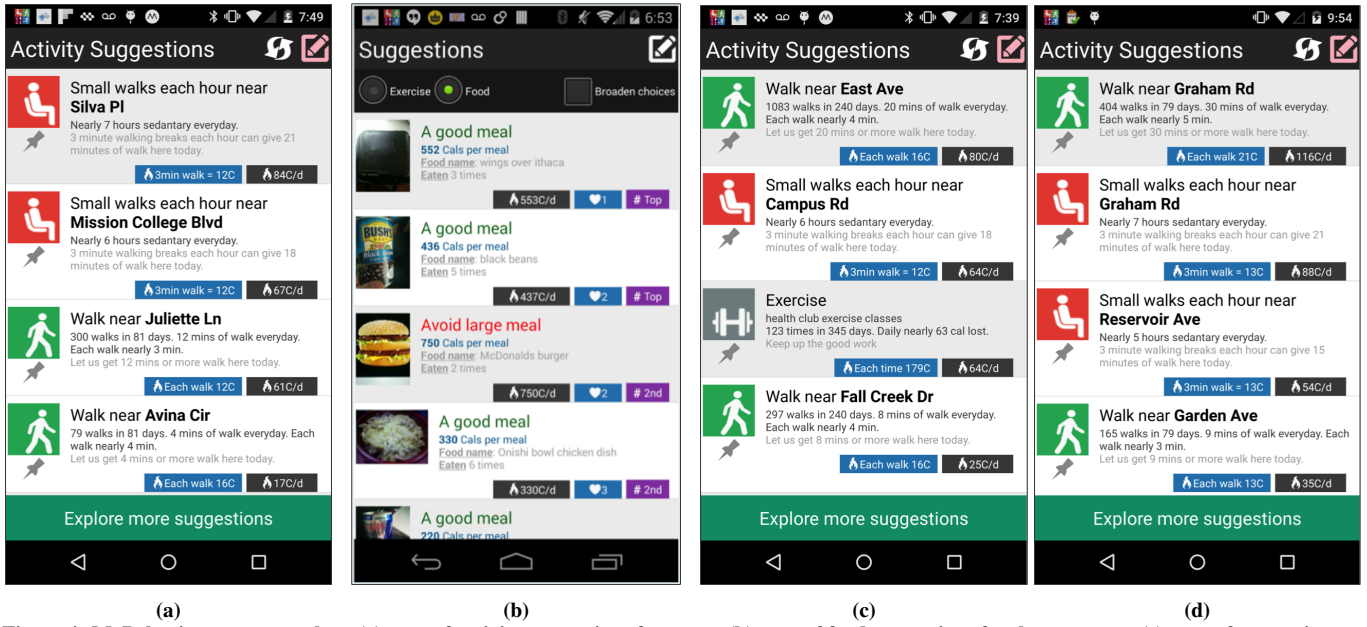 7:49
Activity Suggestions
Small walks each hour near
Silva Pl
Nearly 7 hours sedantary everyday.
3 minute walking breaks each hour can give 21
minutes of walk here today.
3min walk = 12C 84C/d
Small walks each hour near
Mission College Blvd
Nearly 6 hours sedantary everyday.
3 minute walking breaks each hour can give 18
minutes of walk here today.
3min walk = 12C 67C/d
Walk near Juliette Ln
300 walks in 81 days. 12 mins of walk everyday.
Each walk nearly 3 min.
Let us get 12 mins or more walk here today.
Each walk 12C 61C/d
Walk near Avina Cir
79 walks in 81 days. 4 mins of walk everyday. Each
walk nearly 4 min.
Let us get 4 mins or more walk here today.
Each walk 16C 17C/d
Explore more suggestions
(a)
6:53
Suggestions
Exercise Food Broaden choices
A good meal
552 Cals per meal
Food name: wings over ithaca
Eaten 3 times
553C/d 1 # Top
BUSH'S
A good meal
436 Cals per meal
Food name: black beans
Eaten 5 times
437C/d 2 # Top
Avoid large meal
750 Cals per meal
Food name: McDonalds burger
Eaten 2 times
750C/d 2 # 2nd
A good meal
330 Cals per meal
Food name: Onishi bowl chicken dish
Eaten 6 times
330C/d 3 # 2nd
A good meal
220 Cals per meal
(b)
7:39
Activity Suggestions
Walk near East Ave
1083 walks in 240 days. 20 mins of walk everyday.
Each walk nearly 4 min.
Let us get 20 mins or more walk here today.
Each walk 16C 80C/d
Small walks each hour near
Campus Rd
Nearly 6 hours sedantary everyday.
3 minute walking breaks each hour can give 18
minutes of walk here today.
3min walk = 12C 64C/d
Exercise
health club exercise classes
123 times in 345 days. Daily nearly 63 cal lost.
Keep up the good work
Each time 179C 64C/d
Walk near Fall Creek Dr
297 walks in 240 days. 8 mins of walk everyday.
Each walk nearly 4 min.
Let us get 8 mins or more walk here today.
Each walk 16C 25C/d
Explore more suggestions
(c)
9:54
Activity Suggestions
Walk near Graham Rd
404 walks in 79 days. 30 mins of walk everyday.
Each walk nearly 5 min.
Let us get 30 mins or more walk here today.
Each walk 21C 116C/d
Small walks each hour near
Graham Rd
Nearly 7 hours sedantary everyday.
3 minute walking breaks each hour can give 21
minutes of walk here today.
3min walk = 13C 88C/d
Small walks each hour near
Reservoir Ave
Nearly 5 hours sedantary everyday.
3 minute walking breaks each hour can give 15
minutes of walk here today.
3min walk = 13C 54C/d
Walk near Garden Ave
165 walks in 79 days. 9 mins of walk everyday. Each
walk nearly 3 min.
Let us get 9 mins or more walk here today.
Each walk 13C 35C/d
Explore more suggestions
(d)